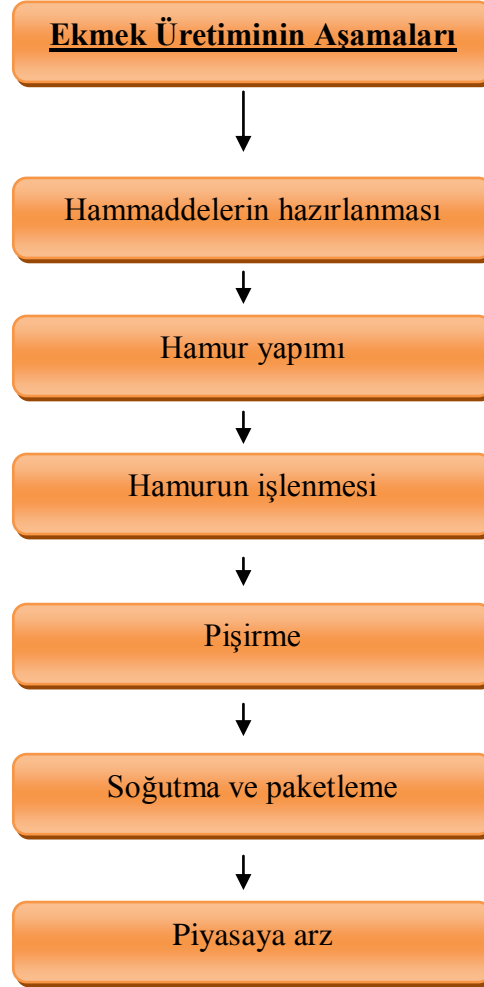 Ekmek Üretiminin Aşamaları
Hammaddelerin hazırlanması
Hamur yapımı
Hamurun işlenmesi
Pişirme
Soğutma ve paketleme
Piyasaya arz